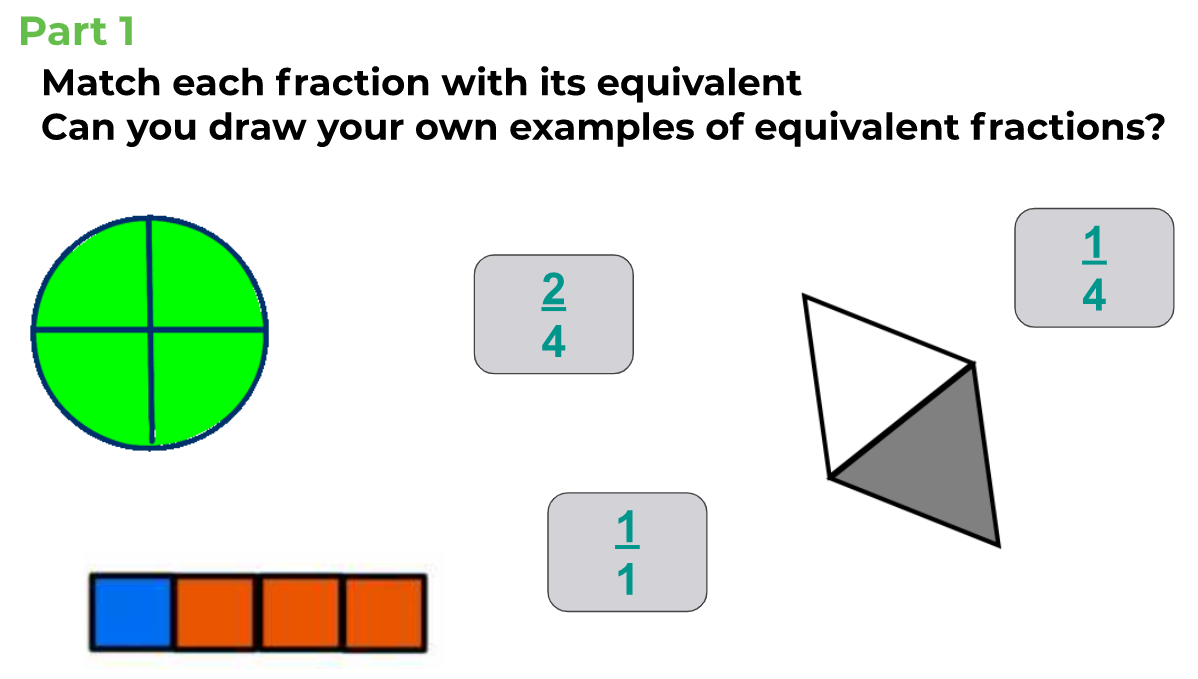 Part 1
Match each fraction with its equivalent
Can you draw your own examples of equivalent fractions?
1
4
2
4
1
1